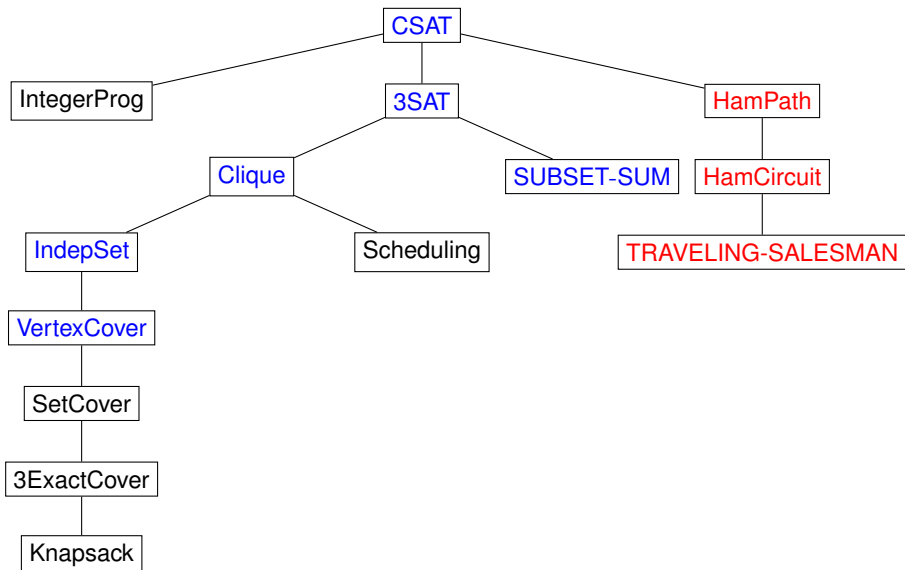 CSAT
IntegerProg
3SAT
HamPath
Clique
SUBSET-SUM
HamCircuit
IndepSet
Scheduling
TRAVELING-SALESMAN
VertexCover
SetCover
3ExactCover
Knapsack